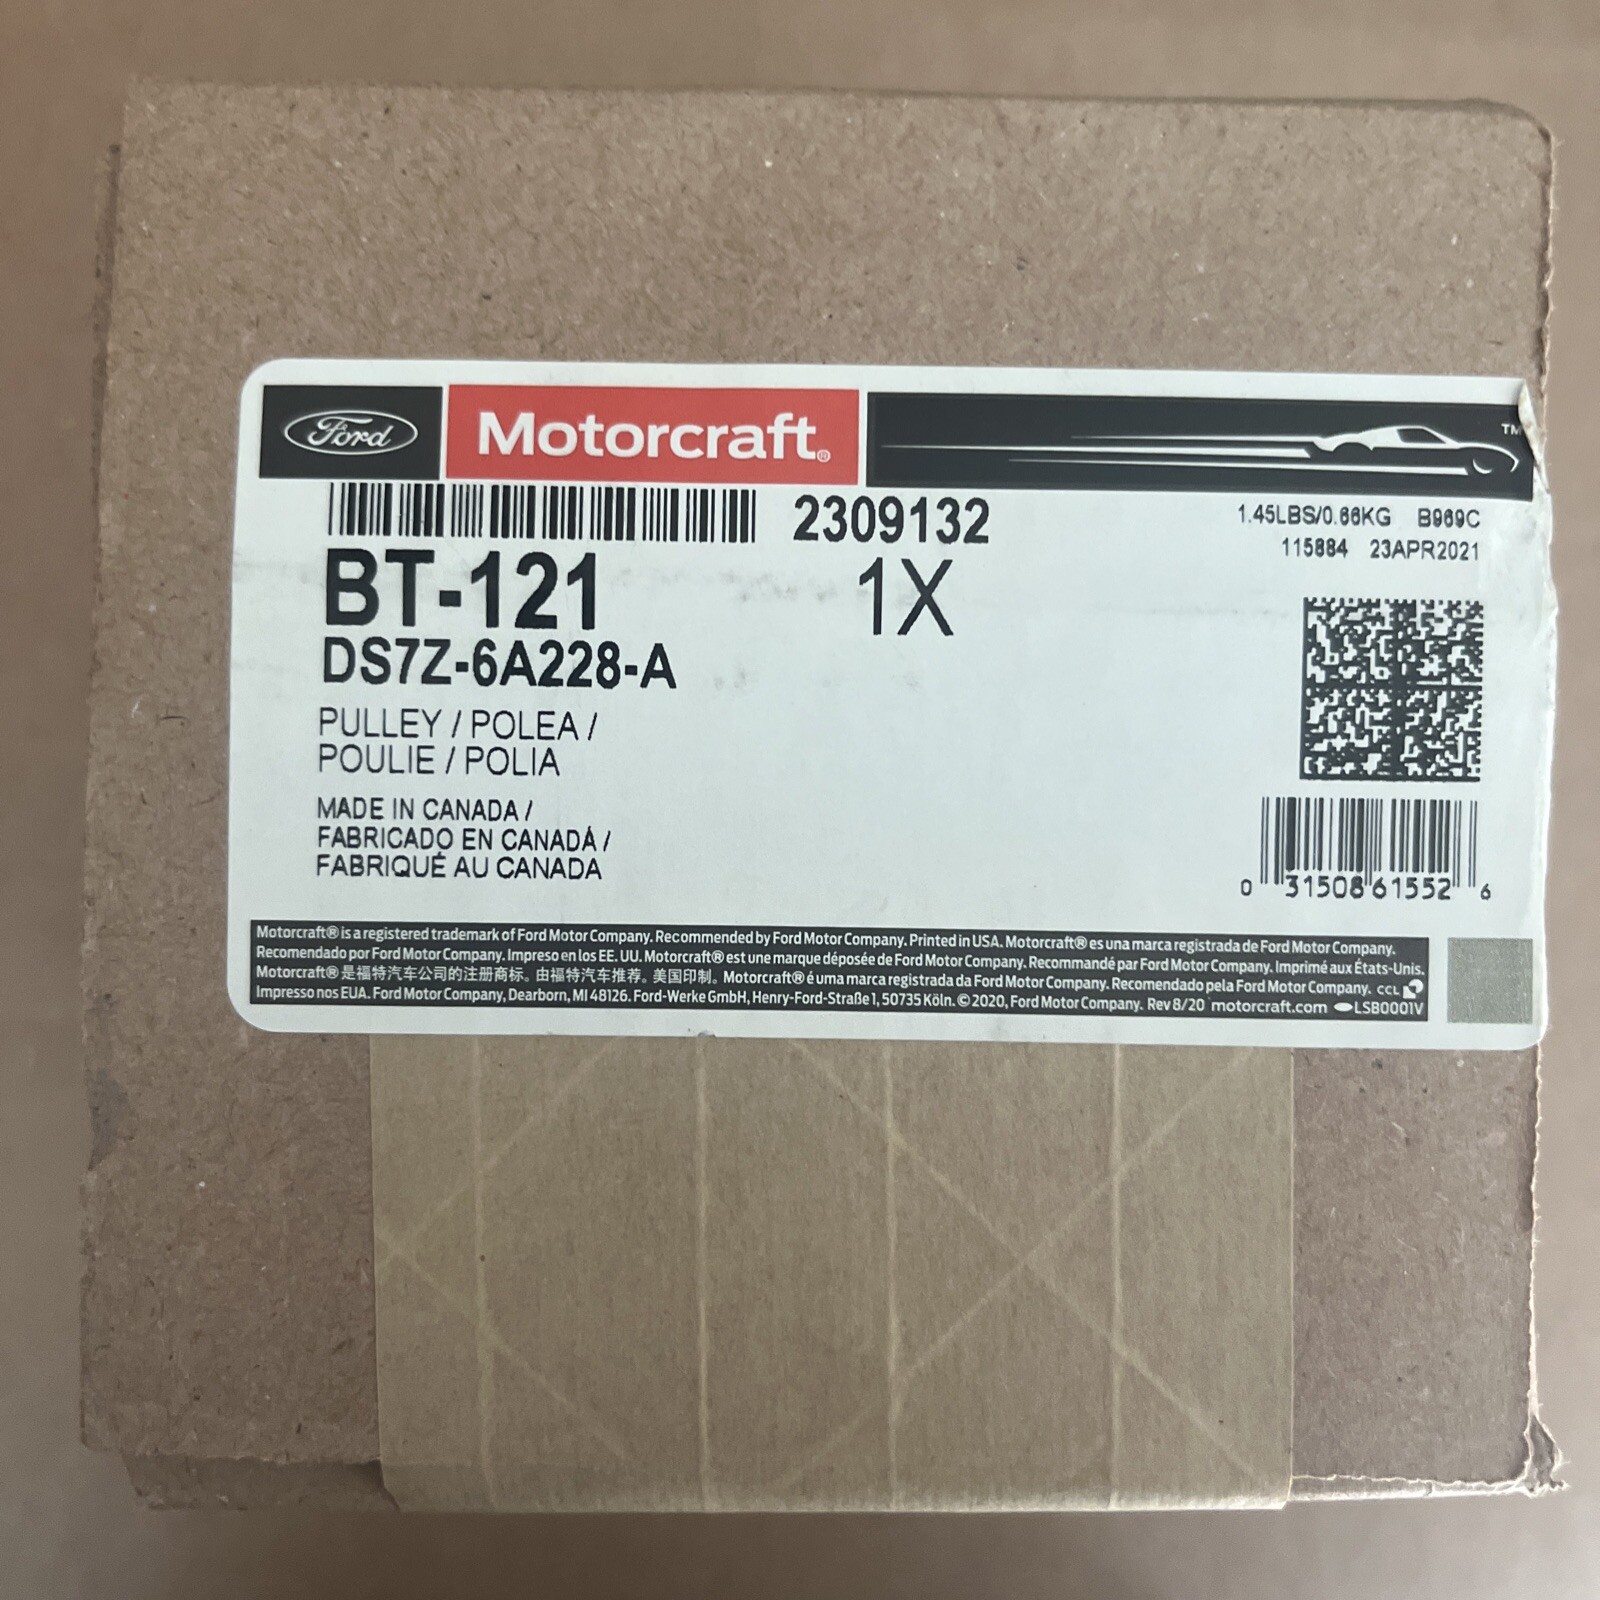 Ford Motorcraft® TM
2309132
1.45LBS/0.66KG B969C
115884 23APR2021
BT-121 1X
DS7Z-6A228-A
PULLEY / POLEA /
POULIE / POLIA
MADE IN CANADA /
FABRICADO EN CANADÁ /
FABRIQUÉ AU CANADA
0 31508 61552 6
Motorcraft® is a registered trademark of Ford Motor Company. Recommended by Ford Motor Company. Printed in USA. Motorcraft® es una marca registrada de Ford Motor Company.
Recomendado por Ford Motor Company. Impreso en los EE. UU. Motorcraft® est une marque déposée de Ford Motor Company. Recommandé par Ford Motor Company. Imprimé aux États-Unis.
Motorcraft® 是福特汽车公司的注册商标。由福特汽车推荐。美国印制。Motorcraft® é uma marca registrada da Ford Motor Company. Recomendado pela Ford Motor Company. CCL
Impresso nos EUA. Ford Motor Company, Dearborn, MI 48126. Ford-Werke GmbH, Henry-Ford-Straße 1, 50735 Köln. © 2020, Ford Motor Company. Rev 8/20 motorcraft.com LSB0001V